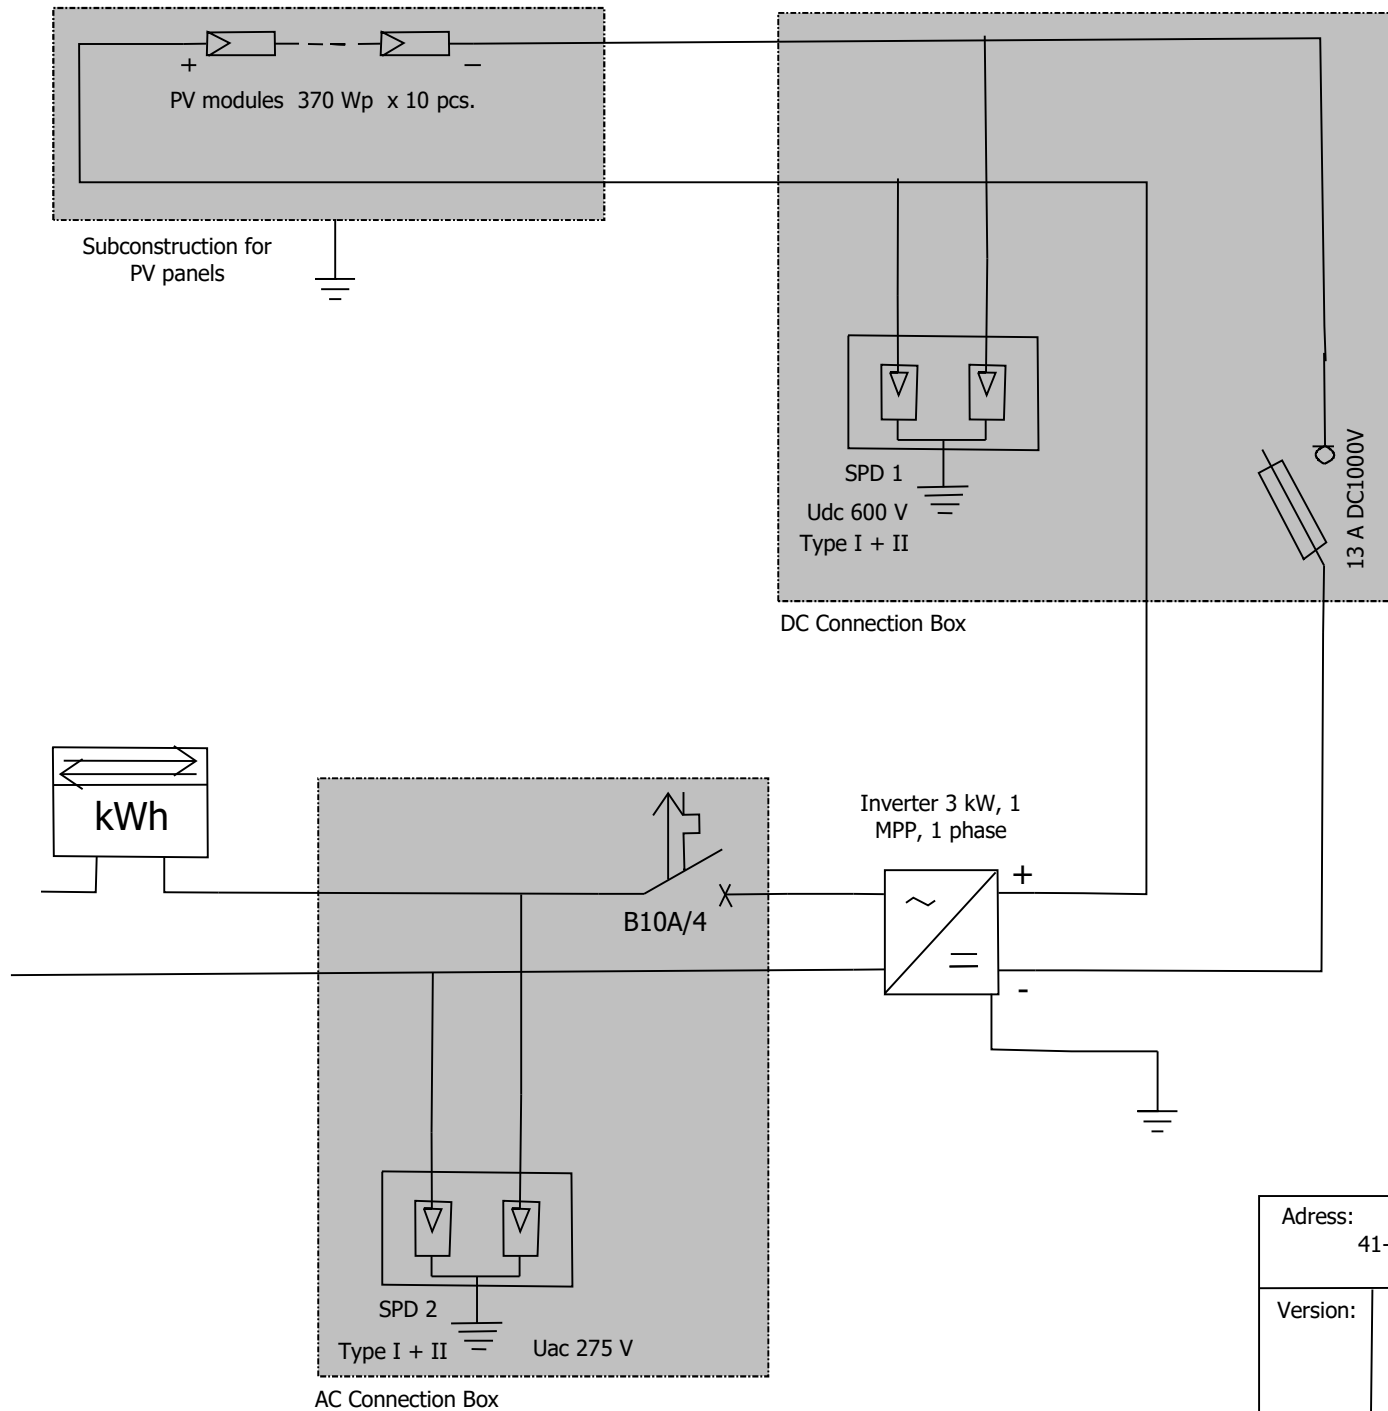 +
−
PV modules 370 Wp x 10 pcs.
Subconstruction for
PV panels
SPD 1
Udc 600 V
Type I + II
13 A DC1000V
DC Connection Box
kWh
Inverter 3 kW, 1
MPP, 1 phase
+
-
B10A/4
SPD 2
Type I + II
Uac 275 V
AC Connection Box
Adress:
41-
Version: